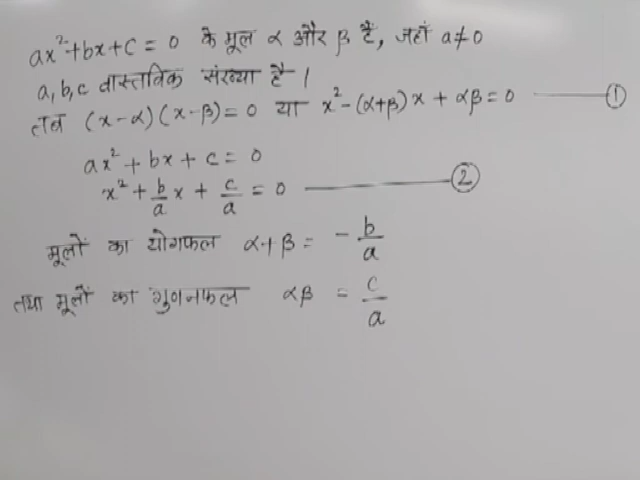 ax²+bx+c = 0 के मूल α और β हैं, जहाँ a≠0
a, b, c वास्तविक संख्या है।
तब (x-α)(x-β)=0 या x²-(α+β)x + αβ=0 ——— ①
ax² + bx + c = 0
x² + b/a x + c/a = 0 ——— ②
मूलों का योगफल α+β = - b/a
तथा मूलों का गुणनफल αβ = c/a